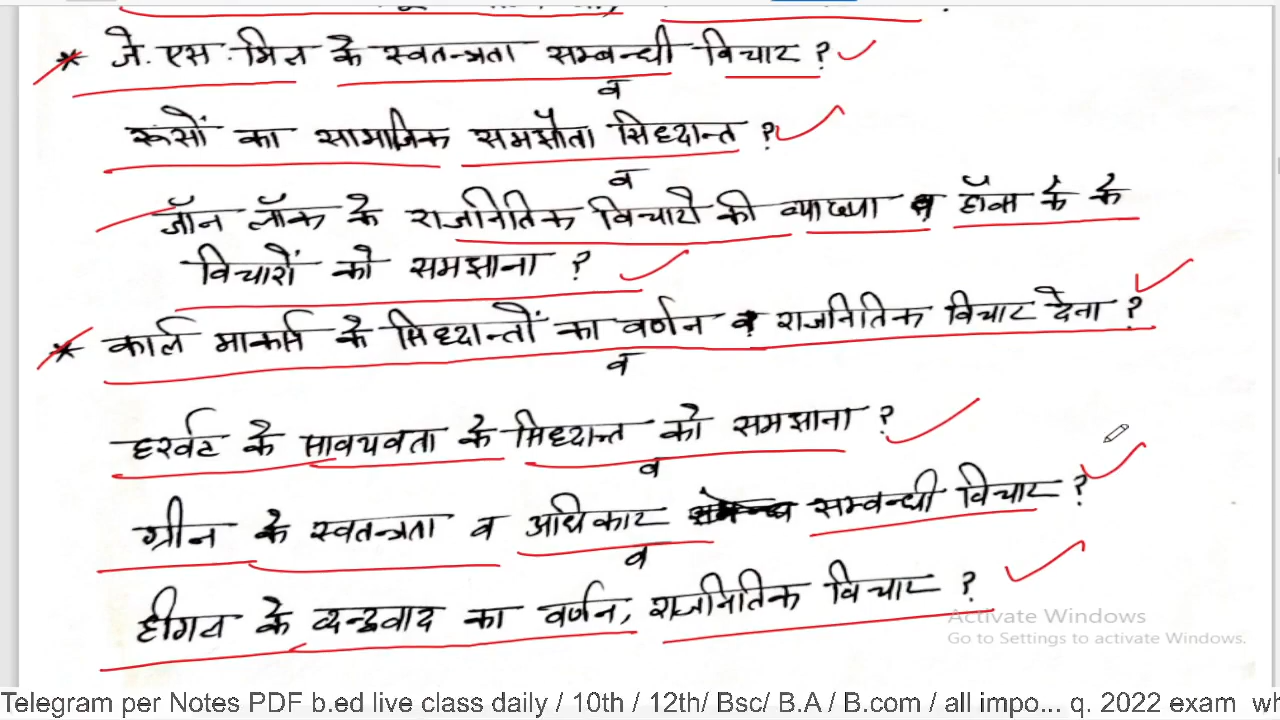 * जे. एस. मिल के स्वतन्त्रता सम्बन्धी विचार ?
व
रूसों का सामाजिक समझौता सिध्दान्त ?
व
जॉन लॉक के राजनितिक विचारो की व्याख्या व हॉब्स के के
विचारों को समझाना ?
* कार्ल मार्क्स के सिध्दान्तों का वर्णन व राजनितिक विचार देना ?
व
हरर्बट के सावयवता के सिध्दान्त को समझाना ?
व
ग्रीन के स्वतन्त्रता व अधिकार सम्बन्धी विचार ?
व
हीगल के द्वन्द्ववाद का वर्णन, राजनितिक विचार ?
Activate Windows
Go to Settings to activate Windows.
Telegram per Notes PDF b.ed live class daily / 10th / 12th/ Bsc/ B.A / B.com / all impo... q. 2022 exam wh